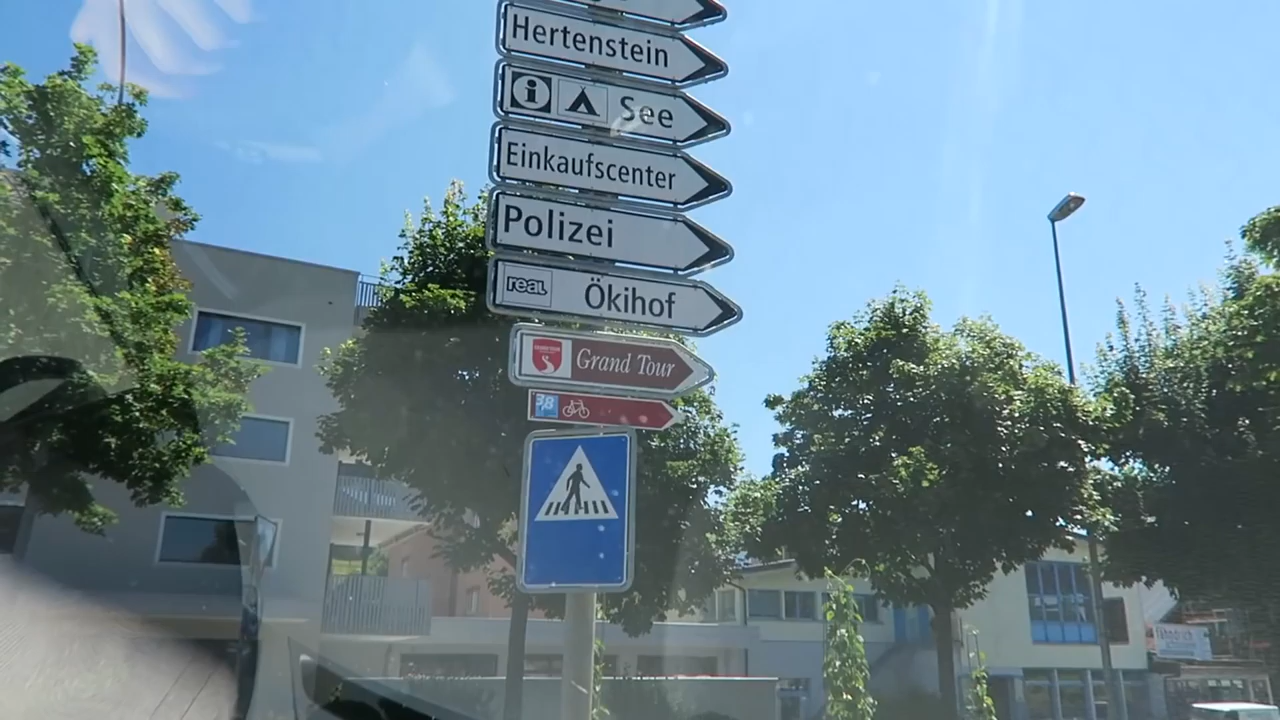 Hertenstein
i See
Einkaufscenter
Polizei
real Ökihof
Grand Tour
38